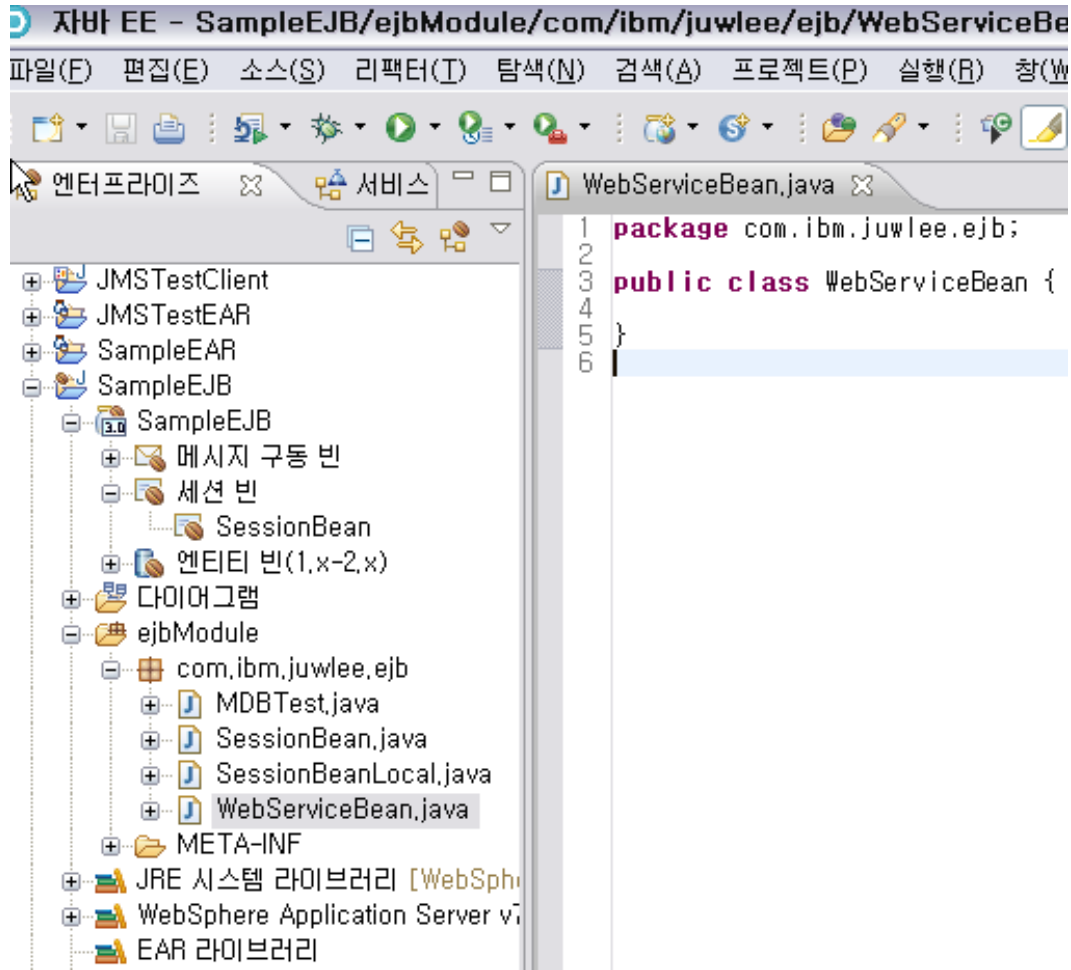 자바 EE - SampleEJB/ejbModule/com/ibm/juwlee/ejb/WebServiceBe
파일(F) 편집(E) 소스(S) 리팩터(T) 탐색(N) 검색(A) 프로젝트(P) 실행(R) 창(W
엔터프라이즈 서비스
WebServiceBean.java
1 package com.ibm.juwlee.ejb;
2
3 public class WebServiceBean {
4
5 }
6
JMSTestClient
JMSTestEAR
SampleEAR
SampleEJB
3.0 SampleEJB
메시지 구동 빈
세션 빈
SessionBean
엔티티 빈(1.x-2.x)
다이어그램
ejbModule
com.ibm.juwlee.ejb
MDBTest.java
SessionBean.java
SessionBeanLocal.java
WebServiceBean.java
META-INF
JRE 시스템 라이브러리 [WebSph
WebSphere Application Server v7
EAR 라이브러리